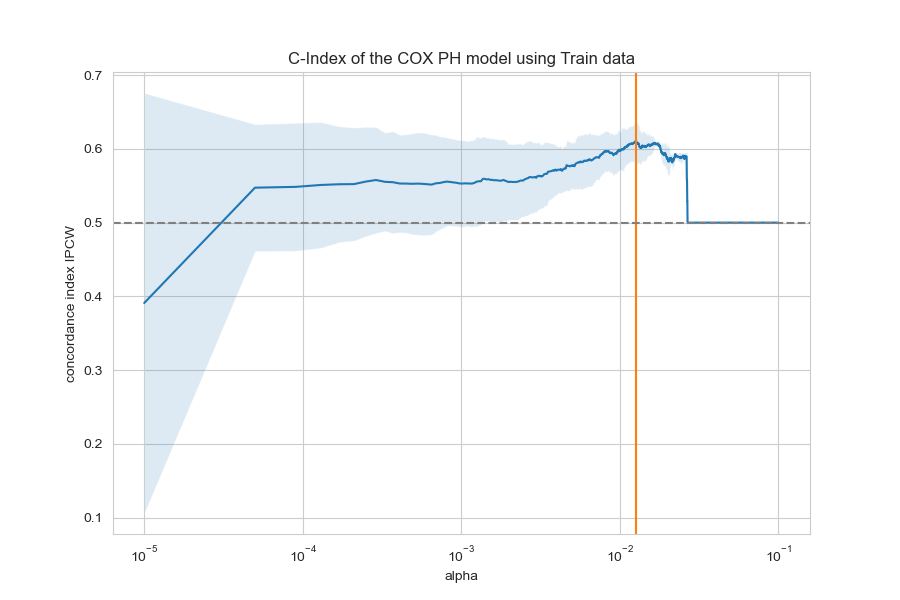 C-Index of the COX PH model using Train data
concordance index IPCW
0.7
0.6
0.5
0.4
0.3
0.2
0.1
10⁻⁵ 10⁻⁴ 10⁻³ 10⁻² 10⁻¹
alpha